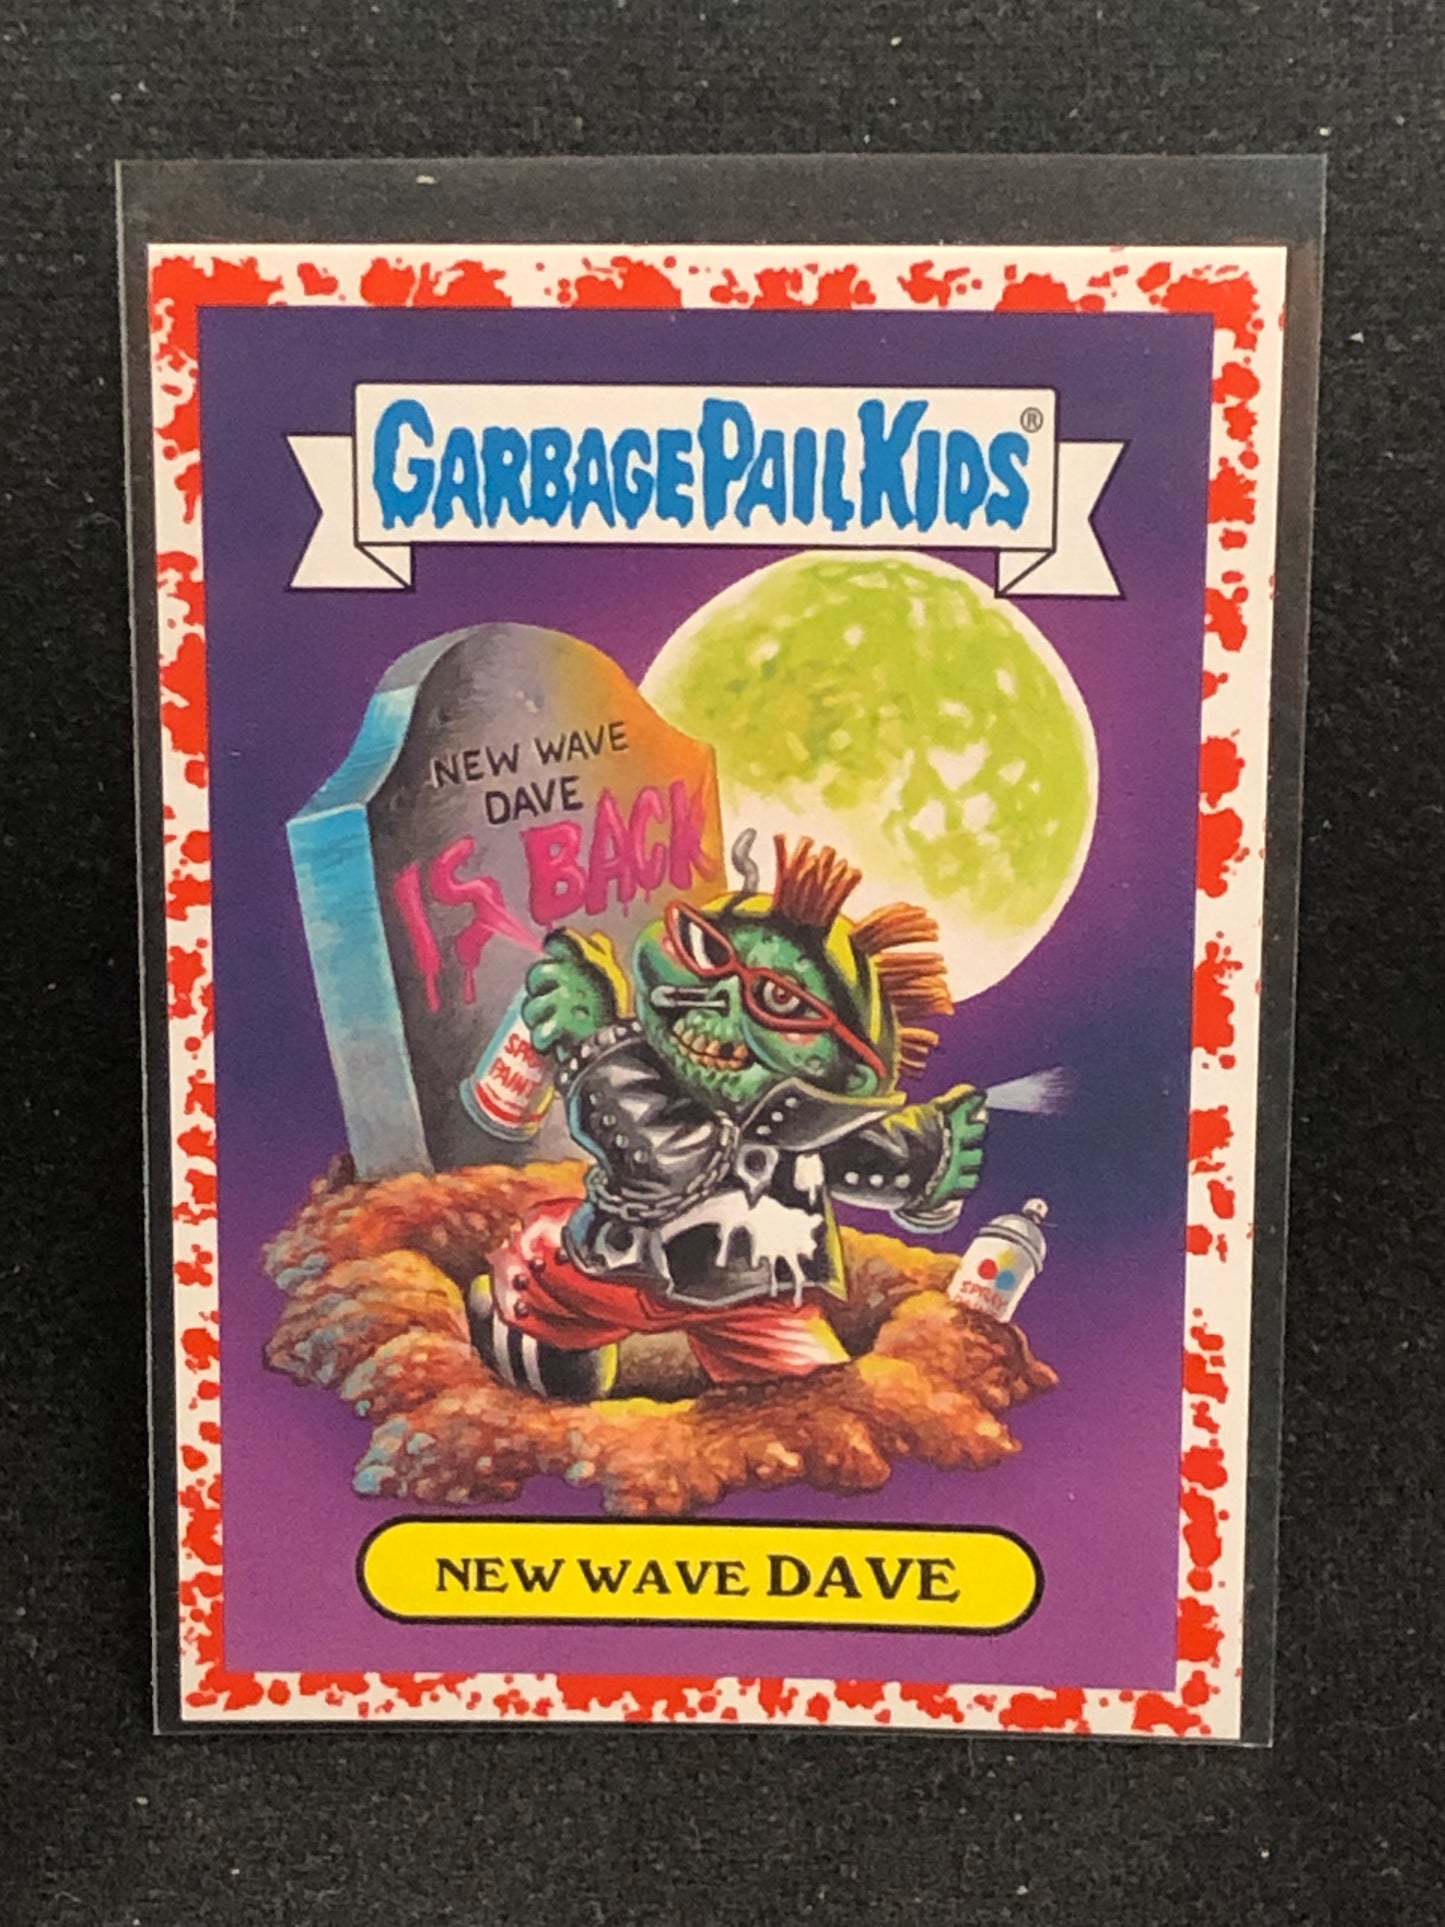 GARBAGE PAIL KIDS®
NEW WAVE
DAVE
IS BACK
SPRAY
PAINT
SPRAY
NEW WAVE DAVE